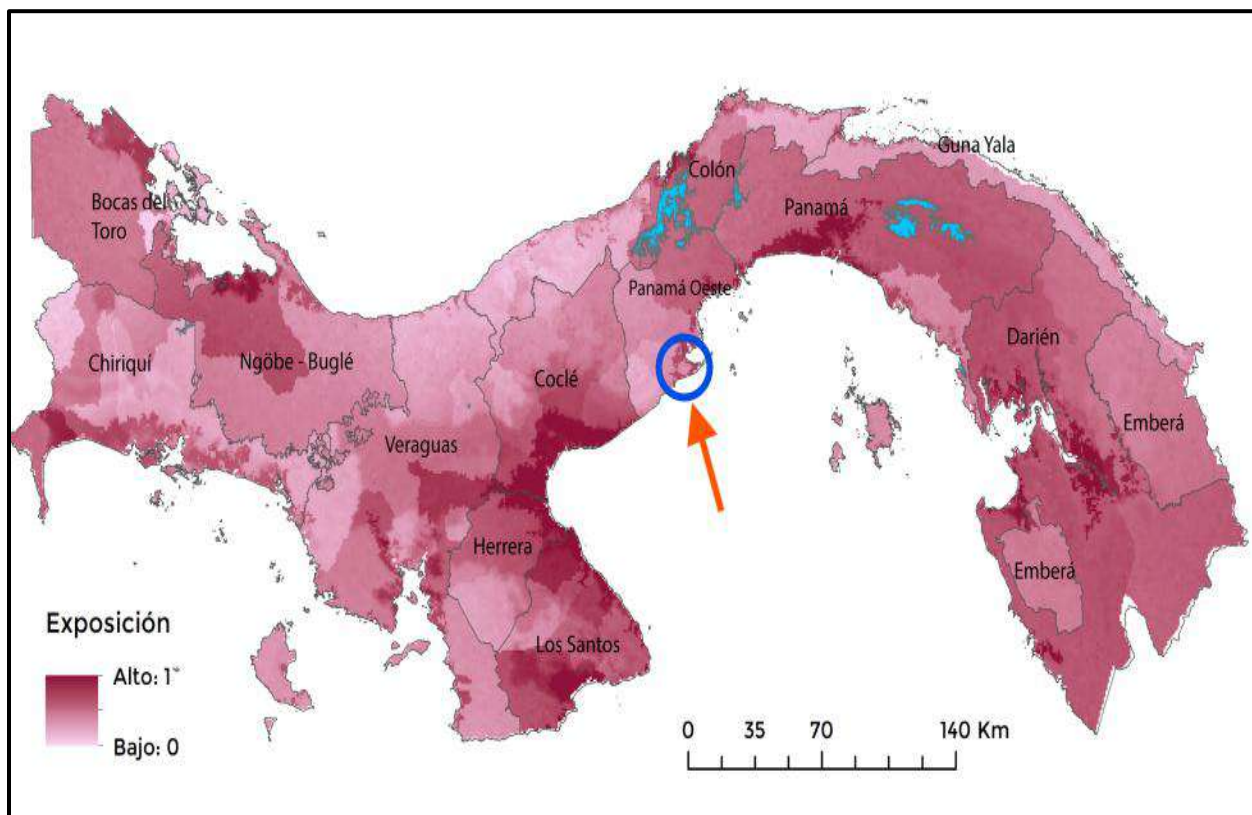 Guna Yala
Colón
Bocas del
Toro
Panamá
Panamá Oeste
Darién
Chiriquí
Ngöbe - Buglé
Coclé
Emberá
Veraguas
Herrera
Emberá
Los Santos
Exposición
Alto: 1
Bajo: 0
0 35 70 140 Km